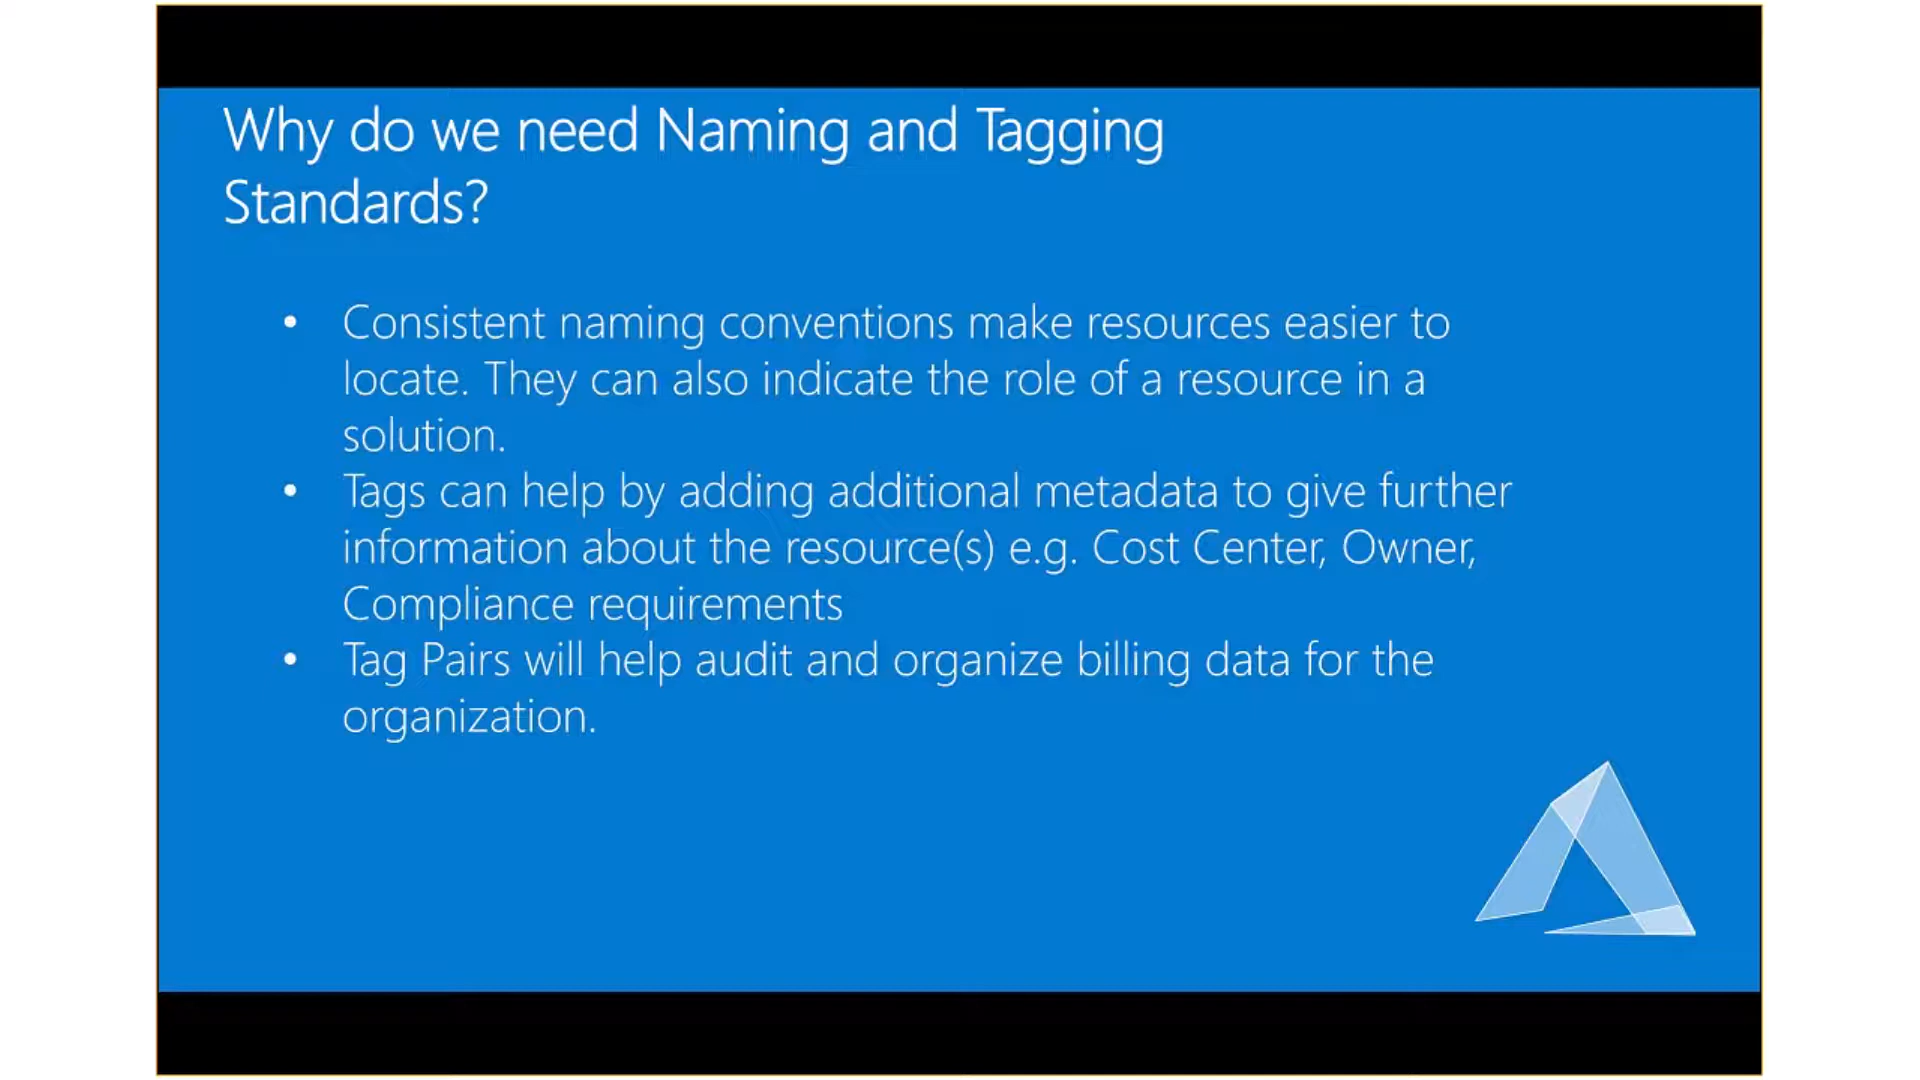 Why do we need Naming and Tagging
Standards?
• Consistent naming conventions make resources easier to
locate. They can also indicate the role of a resource in a
solution.
• Tags can help by adding additional metadata to give further
information about the resource(s) e.g. Cost Center, Owner,
Compliance requirements
• Tag Pairs will help audit and organize billing data for the
organization.